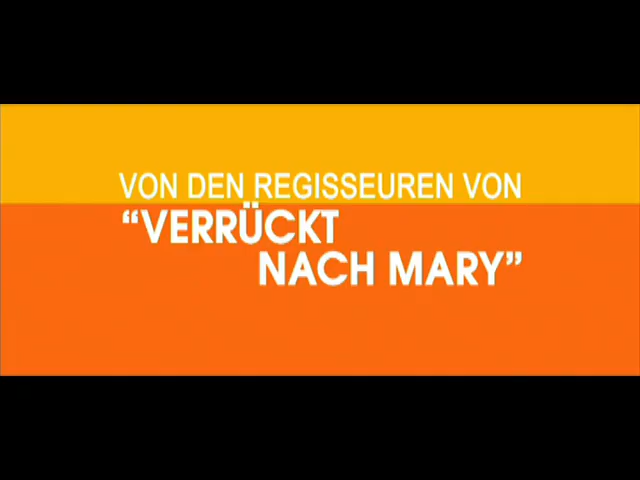 VON DEN REGISSEUREN VON
“VERRÜCKT
NACH MARY”